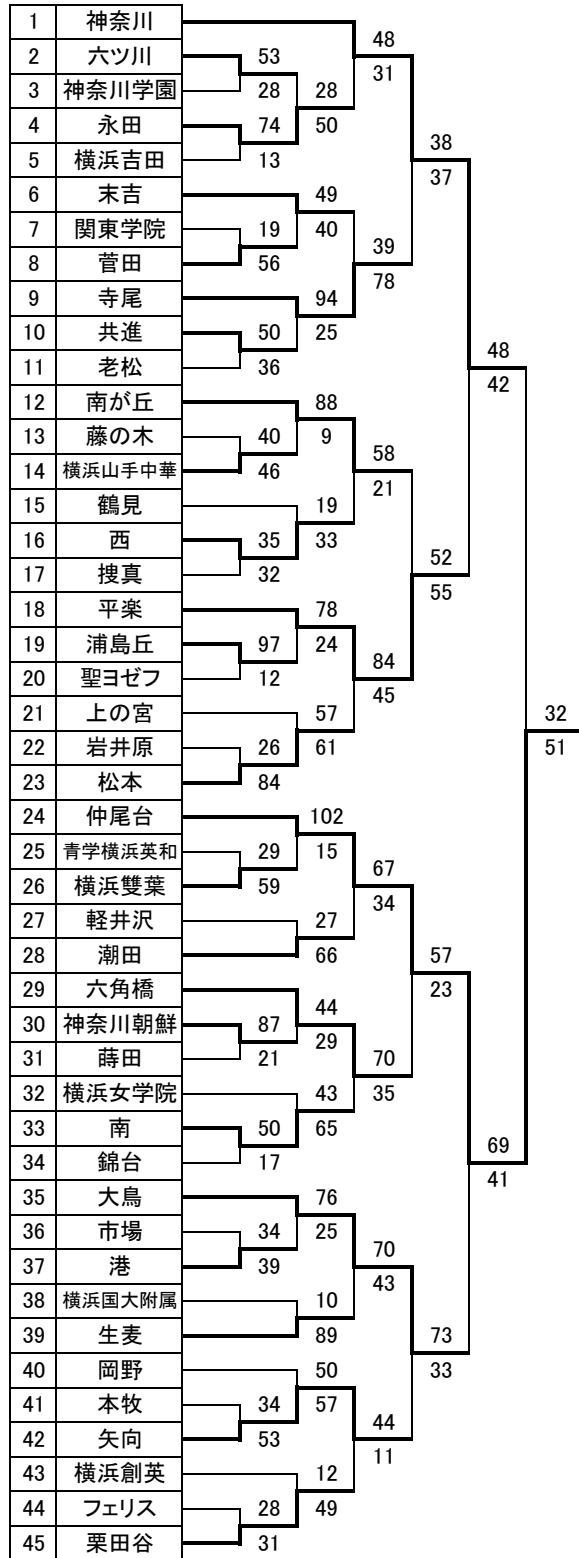 1 神奈川
48
2 六ツ川 53
31
3 神奈川学園 28 28
4 永田 74 50
38
5 横浜吉田 13
37
6 末吉 49
7 関東学院 19 40
39
8 菅田 56
78
9 寺尾 94
10 共進 50 25
48
11 老松 36
42
12 南が丘 88
13 藤の木 40 9
58
14 横浜山手中華 46
21
15 鶴見 19
16 西 35 33
52
17 捜真 32
55
18 平楽 78
19 浦島丘 97 24
84
20 聖ヨゼフ 12
45
21 上の宮 57
32
22 岩井原 26 61
51
23 松本 84
24 仲尾台 102
25 青学横浜英和 29 15
67
26 横浜雙葉 59
34
27 軽井沢 27
28 潮田 66
57
29 六角橋 44
23
30 神奈川朝鮮 87 29
31 蒔田 21
70
32 横浜女学院 43
35
33 南 50 65
34 錦台 17
69
35 大鳥 76
41
36 市場 34 25
70
37 港 39
43
38 横浜国大附属 10
39 生麦 89
73
40 岡野 50
33
41 本牧 34 57
44
42 矢向 53
11
43 横浜創英 12
44 フェリス 28 49
45 栗田谷 31